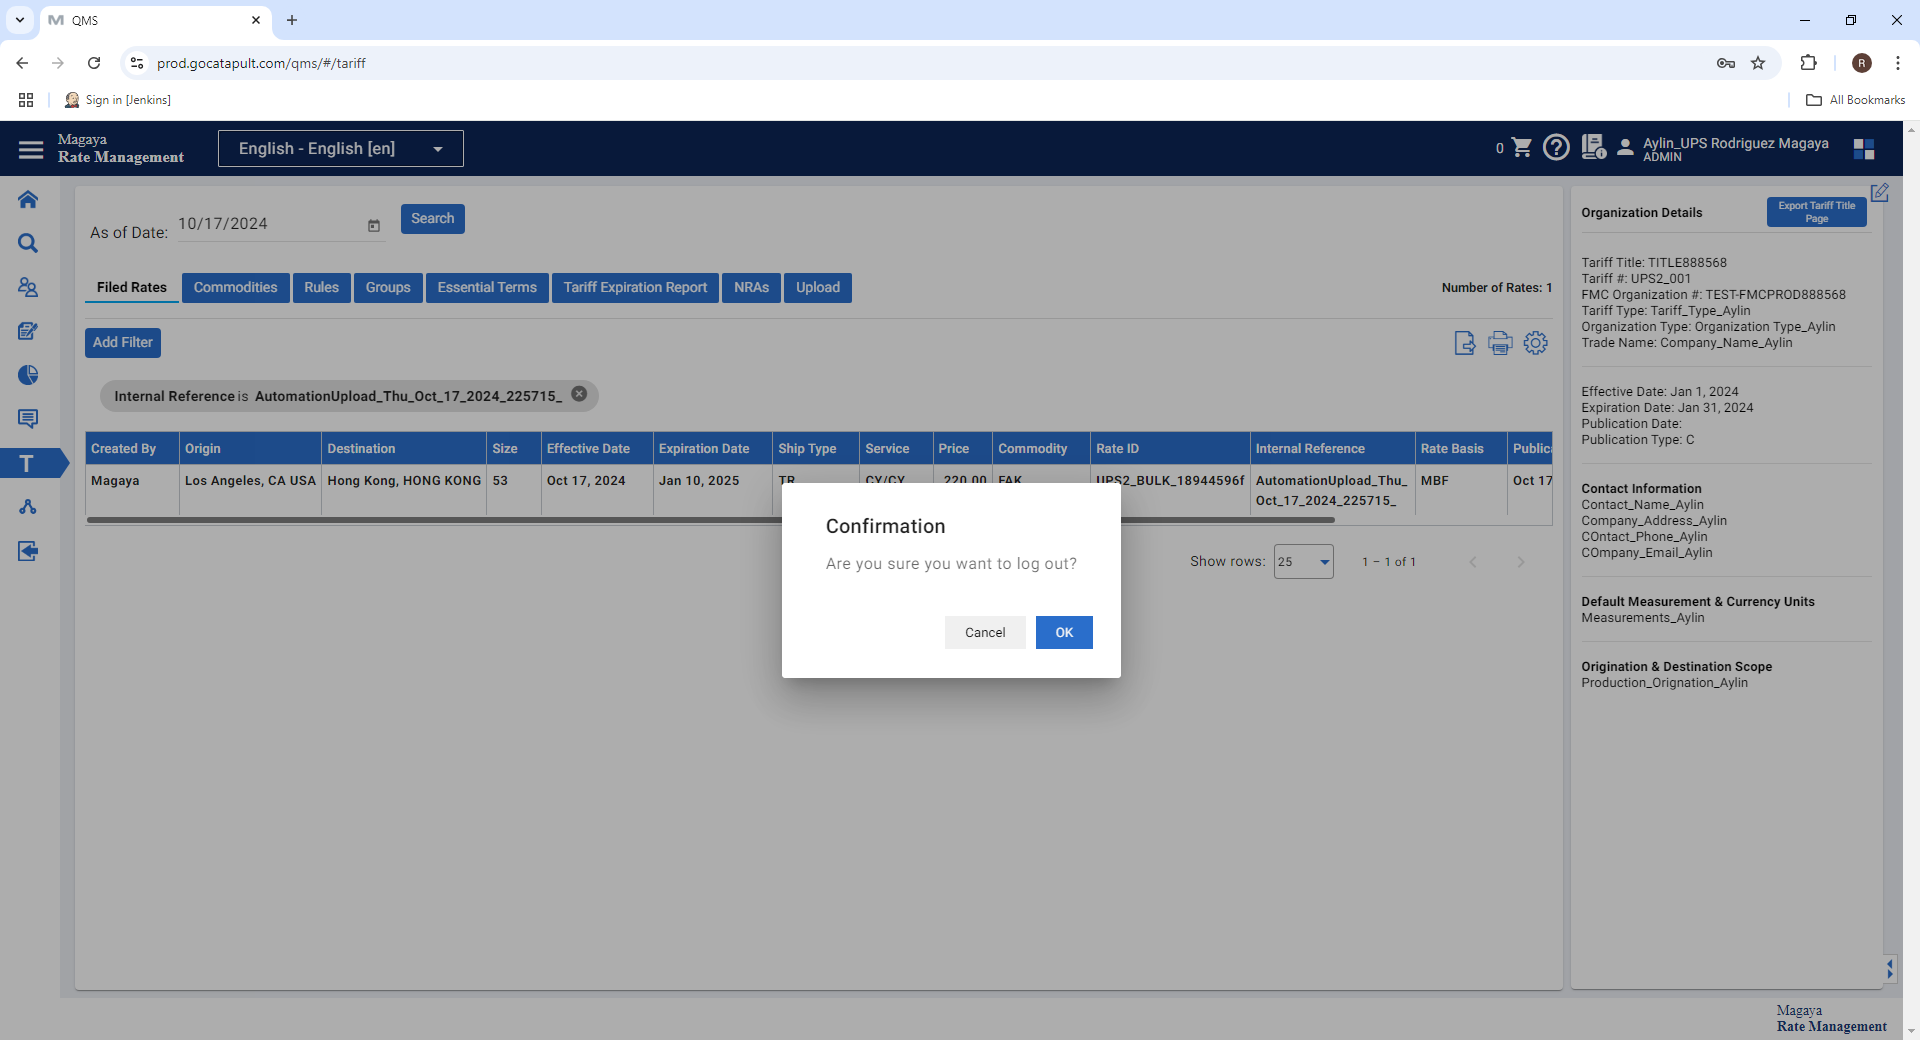 QMS
prod.gocatapult.com/qms/#/tariff
R
Sign in [Jenkins]
All Bookmarks
Magaya
Rate Management
English - English [en]
0
Aylin_UPS Rodriguez Magaya
ADMIN
As of Date: 10/17/2024
Search
Filed Rates
Commodities
Rules
Groups
Essential Terms
Tariff Expiration Report
NRAs
Upload
Number of Rates: 1
Add Filter
Internal Reference is AutomationUpload_Thu_Oct_17_2024_225715_
Created By Origin Destination Size Effective Date Expiration Date Ship Type Service Price Commodity Rate ID Internal Reference Rate Basis Public
Magaya Los Angeles, CA USA Hong Kong, HONG KONG 53 Oct 17, 2024 Jan 10, 2025 TR CY/CY 220.00 FAK UPS2_BULK_18944596f AutomationUpload_Thu_ MBF Oct 17
Oct_17_2024_225715_
Show rows: 25 1 – 1 of 1
Confirmation
Are you sure you want to log out?
Cancel
OK
Organization Details
Export Tariff Title
Page
Tariff Title: TITLE888568
Tariff #: UPS2_001
FMC Organization #: TEST-FMCPROD888568
Tariff Type: Tariff_Type_Aylin
Organization Type: Organization Type_Aylin
Trade Name: Company_Name_Aylin
Effective Date: Jan 1, 2024
Expiration Date: Jan 31, 2024
Publication Date:
Publication Type: C
Contact Information
Contact_Name_Aylin
Company_Address_Aylin
COntact_Phone_Aylin
COmpany_Email_Aylin
Default Measurement & Currency Units
Measurements_Aylin
Origination & Destination Scope
Production_Orignation_Aylin
T
Magaya
Rate Management